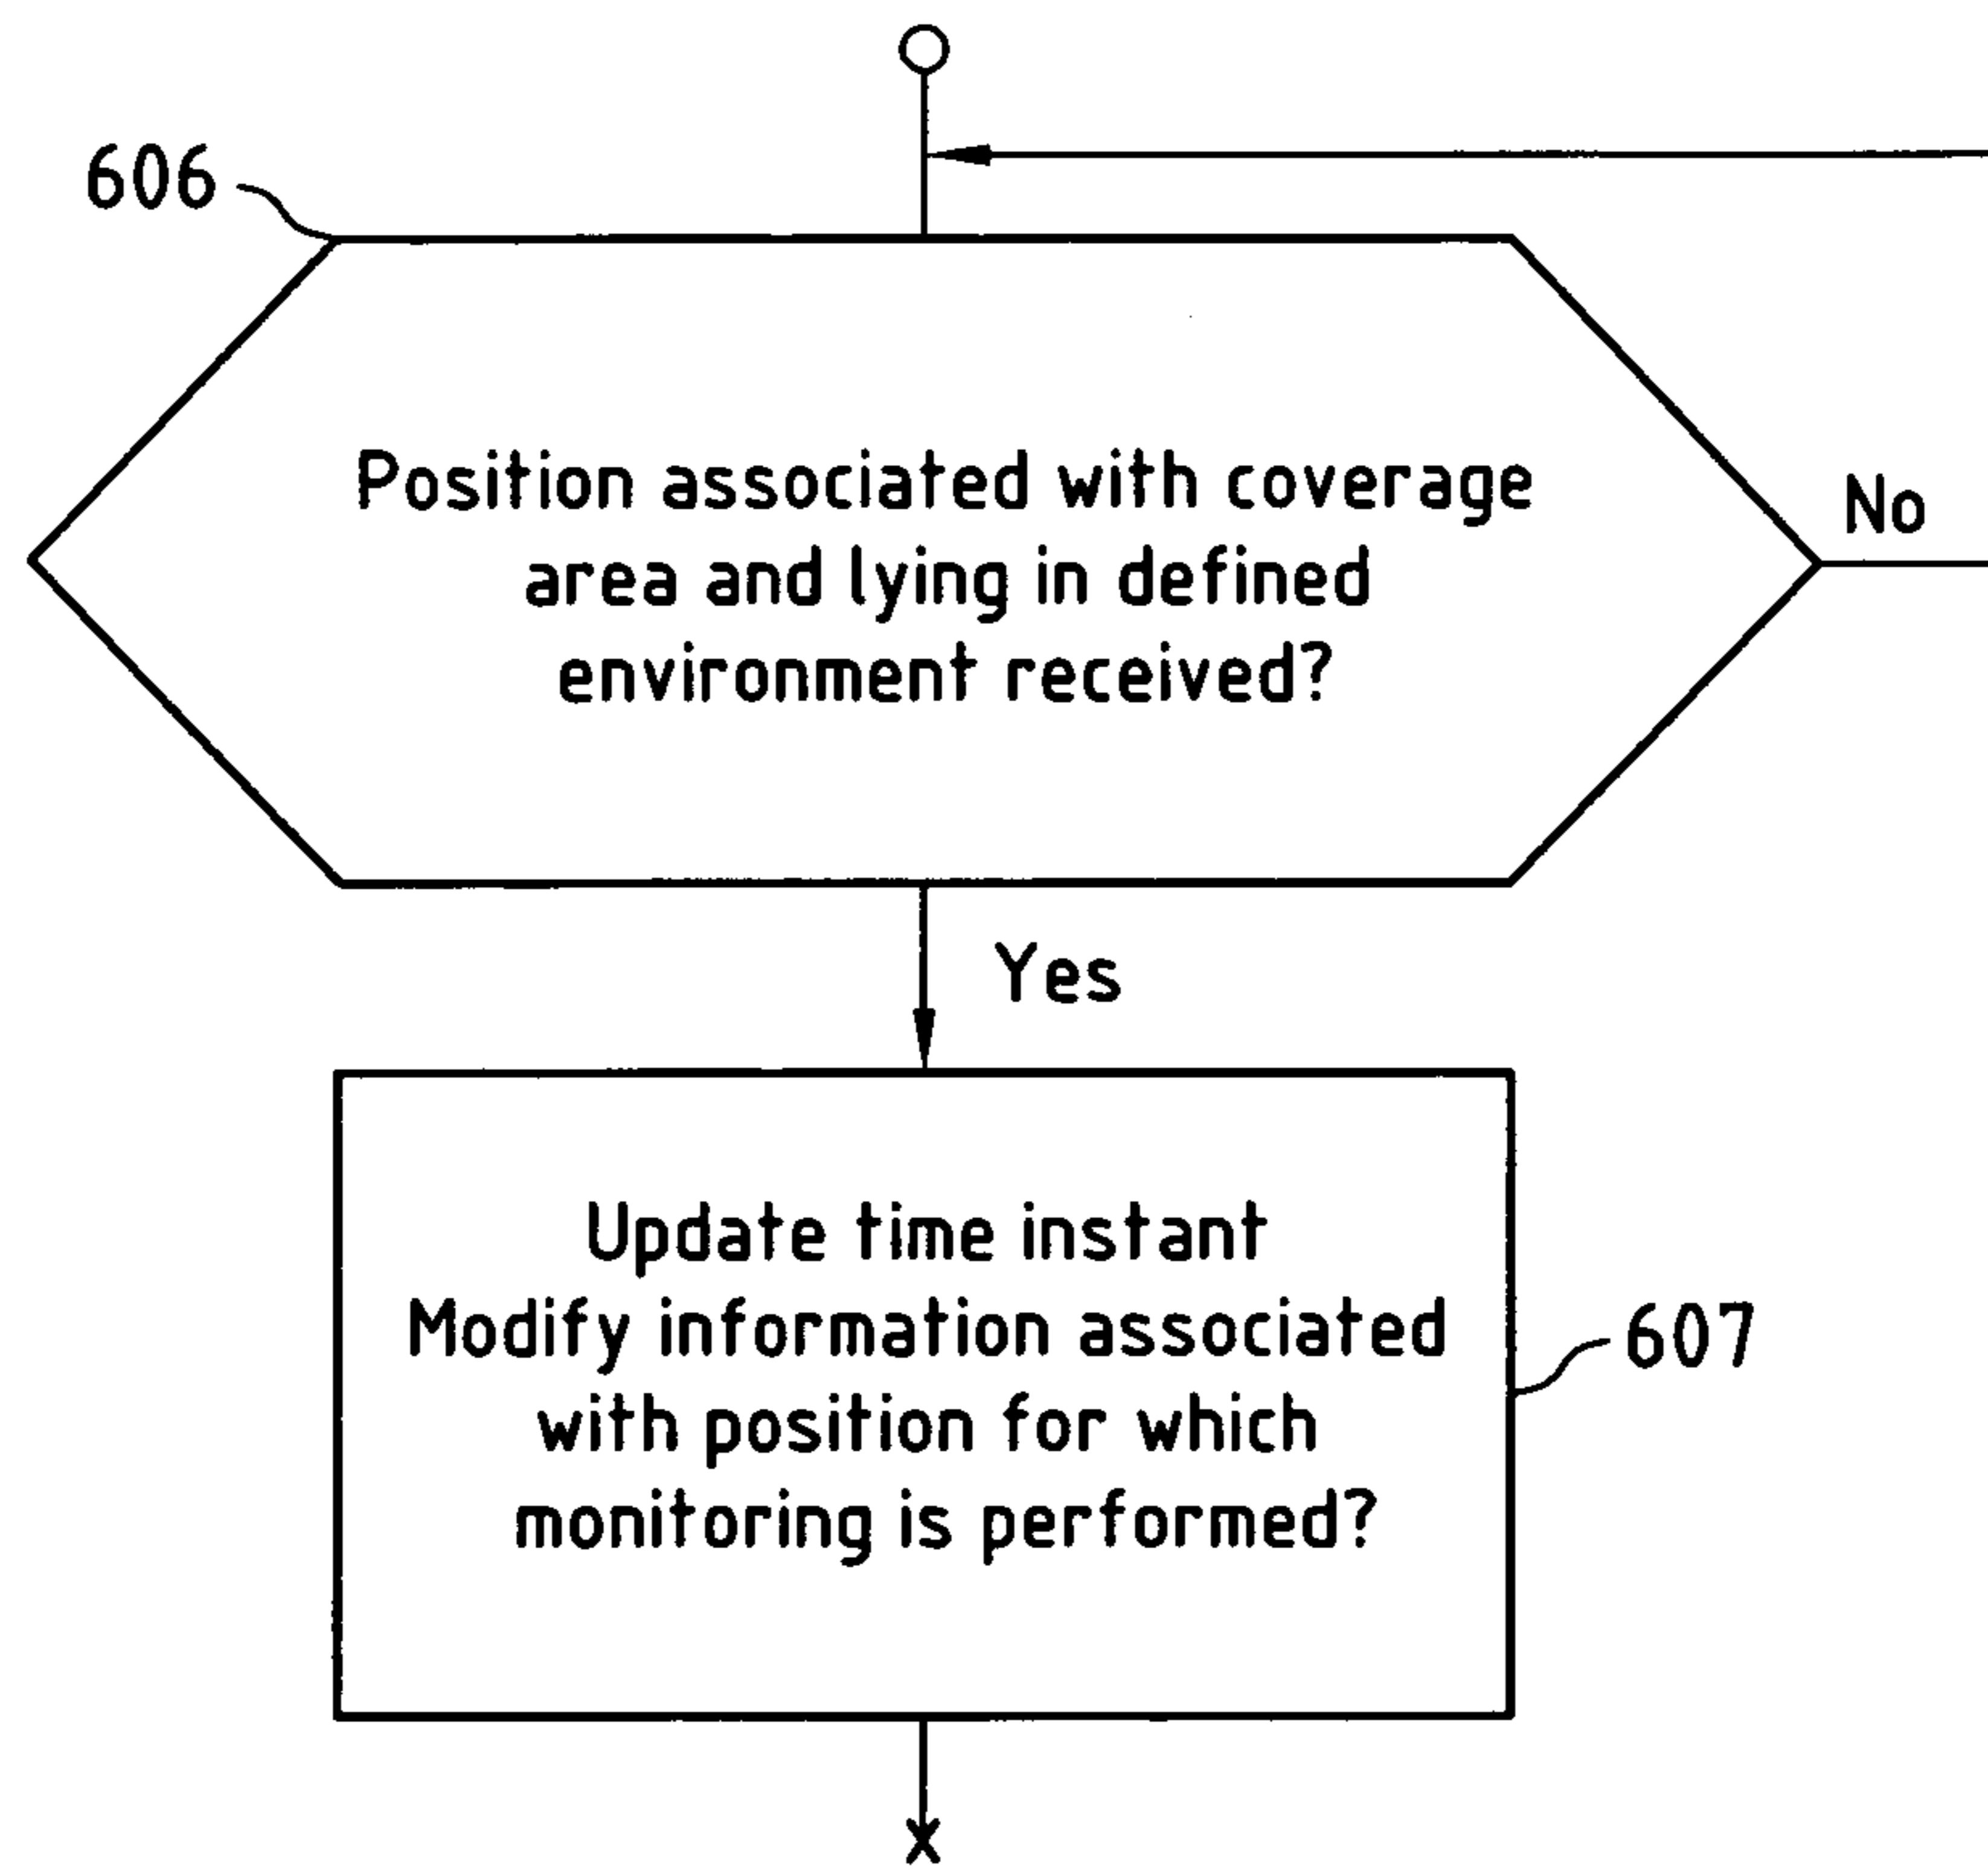 606
Position associated with coverage
area and lying in defined
environment received?
No
Yes
Update time instant
Modify information associated
with position for which
monitoring is performed?
607